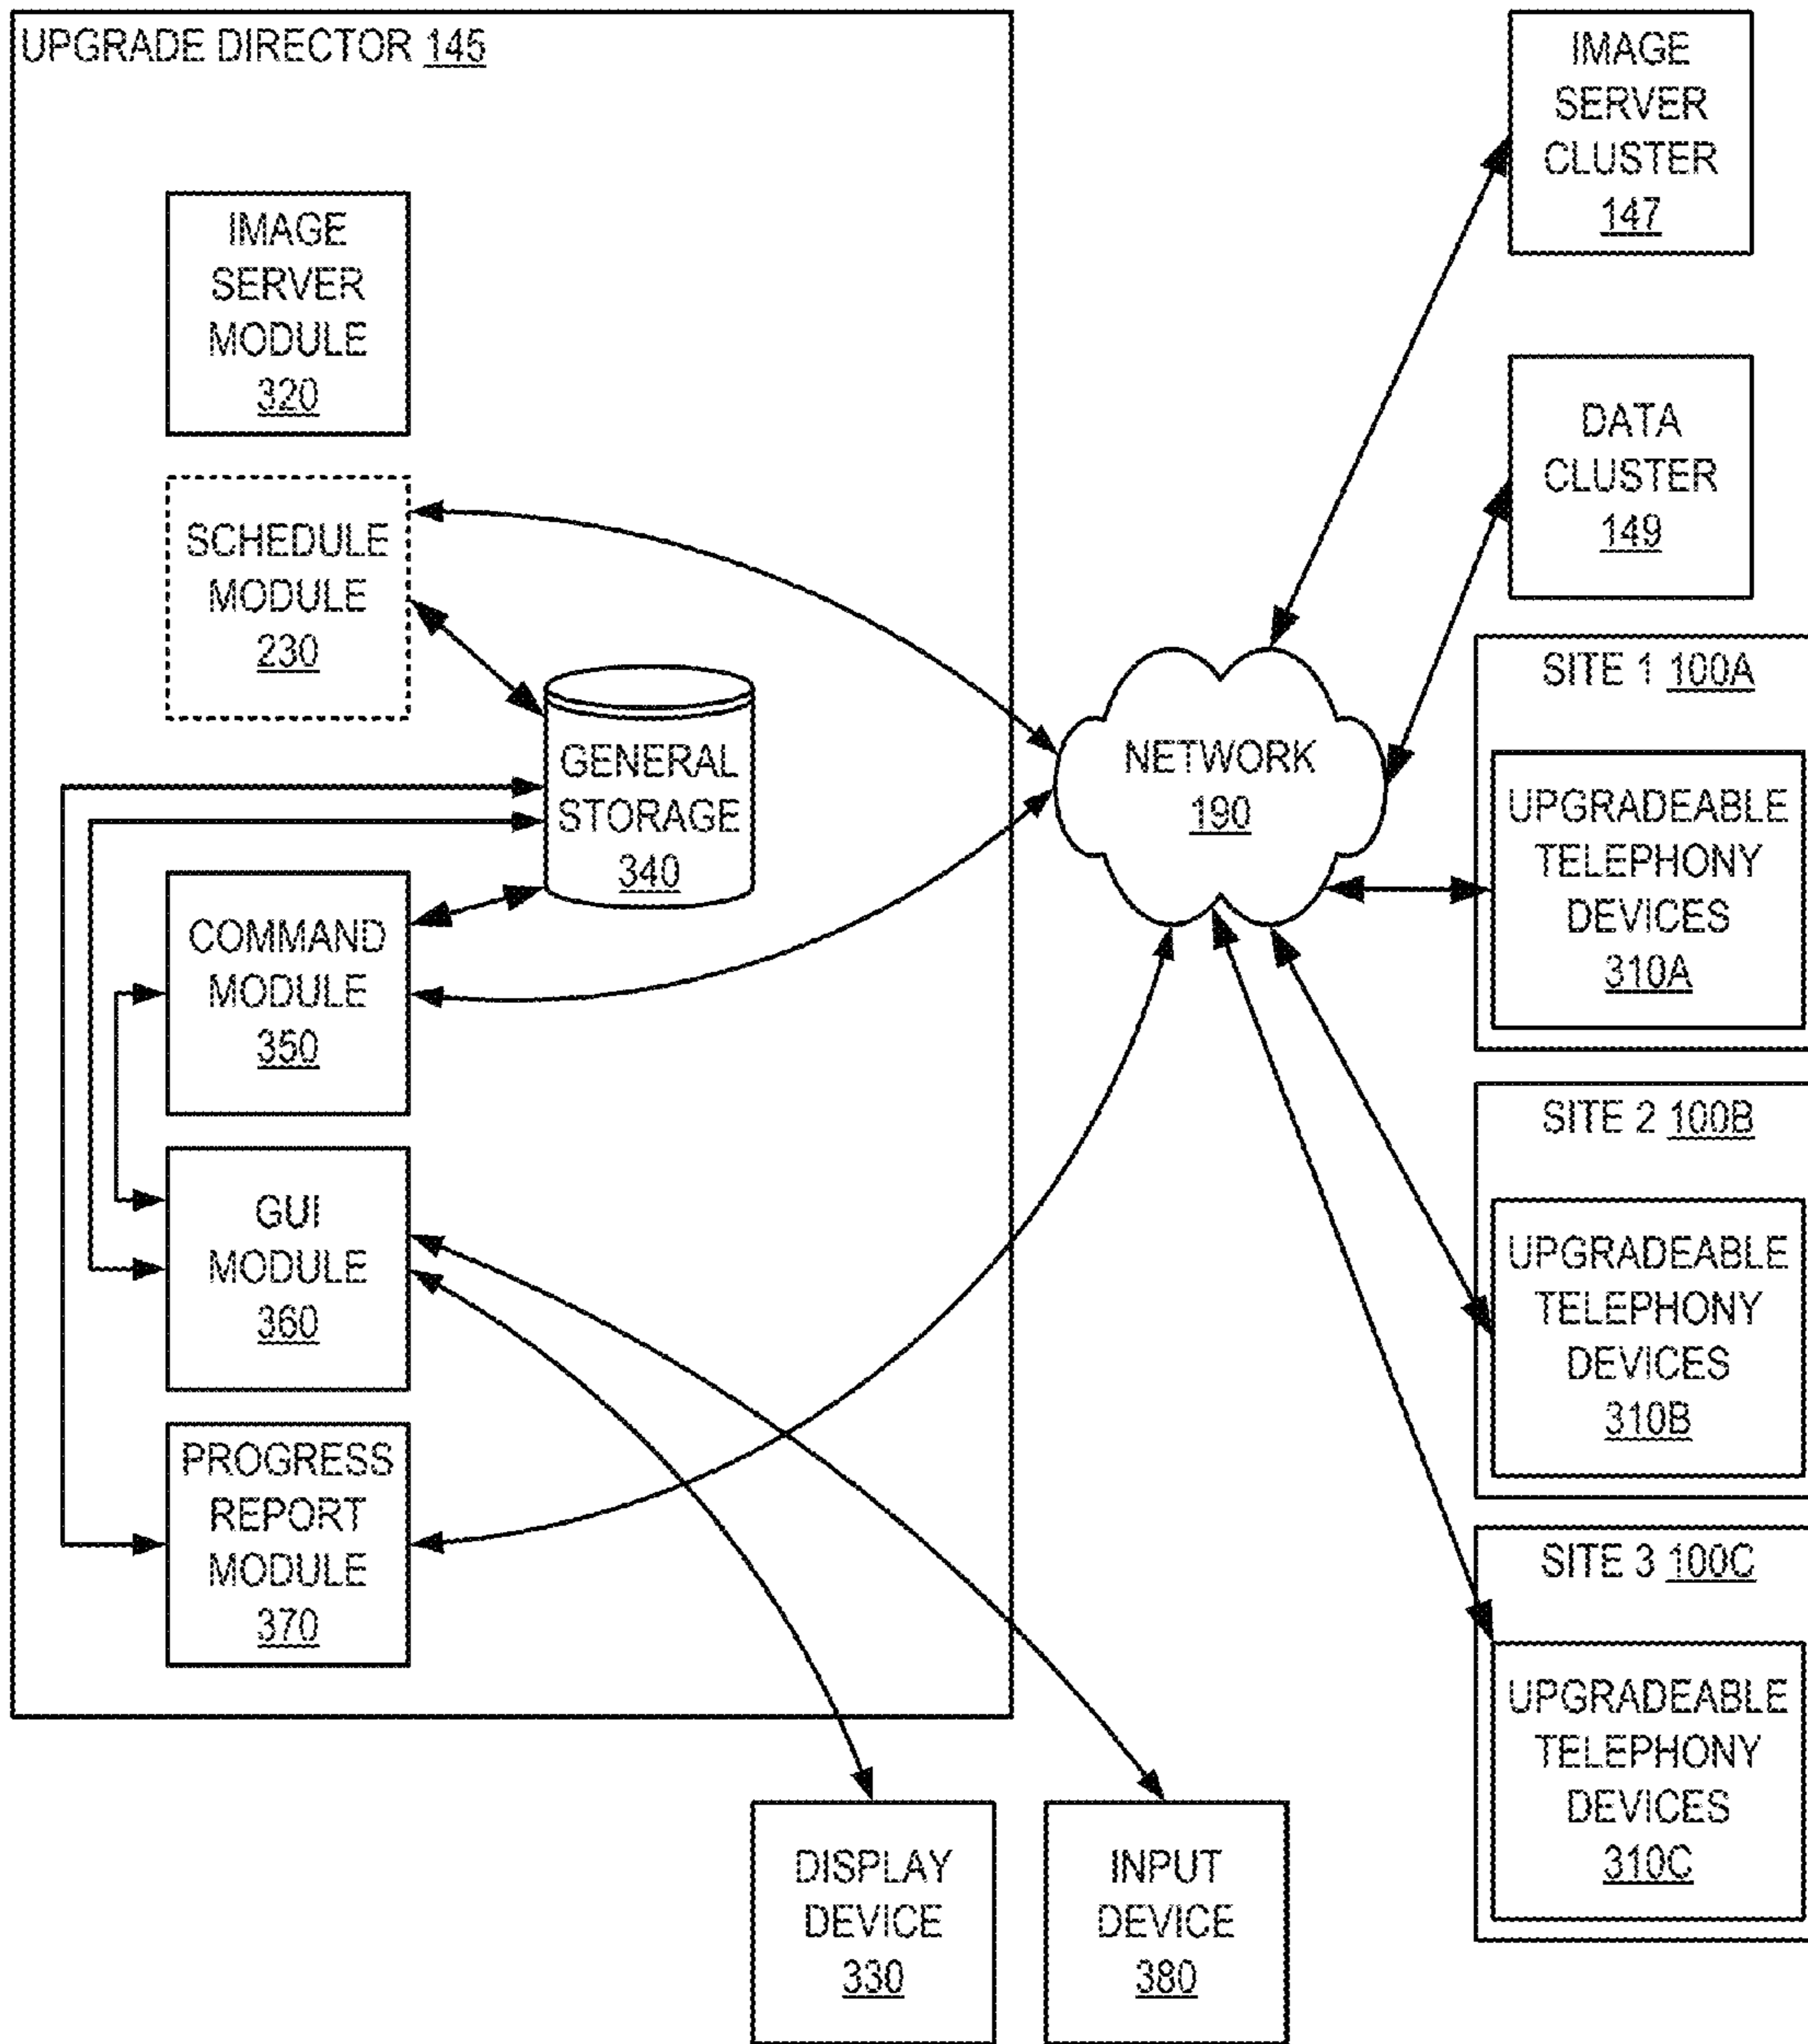 UPGRADE DIRECTOR 145
IMAGE
SERVER
MODULE
320
SCHEDULE
MODULE
230
GENERAL
STORAGE
340
COMMAND
MODULE
350
GUI
MODULE
360
PROGRESS
REPORT
MODULE
370
DISPLAY
DEVICE
330
INPUT
DEVICE
380
NETWORK
190
IMAGE
SERVER
CLUSTER
147
DATA
CLUSTER
149
SITE 1 100A
UPGRADEABLE
TELEPHONY
DEVICES
310A
SITE 2 100B
UPGRADEABLE
TELEPHONY
DEVICES
310B
SITE 3 100C
UPGRADEABLE
TELEPHONY
DEVICES
310C